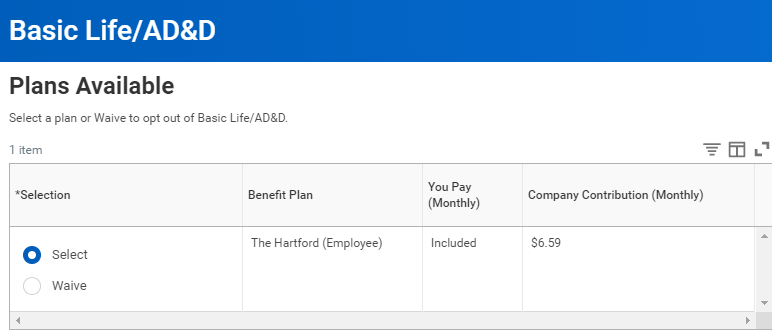 Basic Life/AD&D
Plans Available
Select a plan or Waive to opt out of Basic Life/AD&D.
1 item
*Selection
Benefit Plan
You Pay
(Monthly)
Company Contribution (Monthly)
Select
The Hartford (Employee)
Included
$6.59
Waive